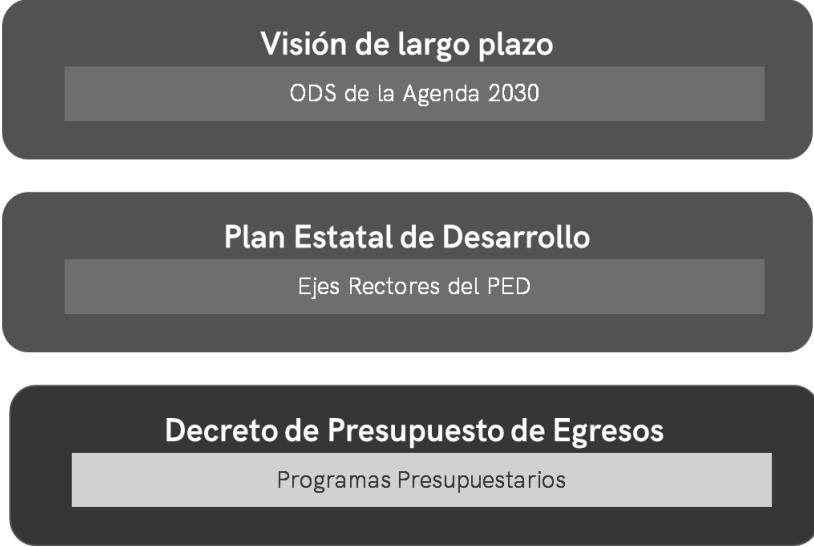 Visión de largo plazo
ODS de la Agenda 2030
Plan Estatal de Desarrollo
Ejes Rectores del PED
Decreto de Presupuesto de Egresos
Programas Presupuestarios